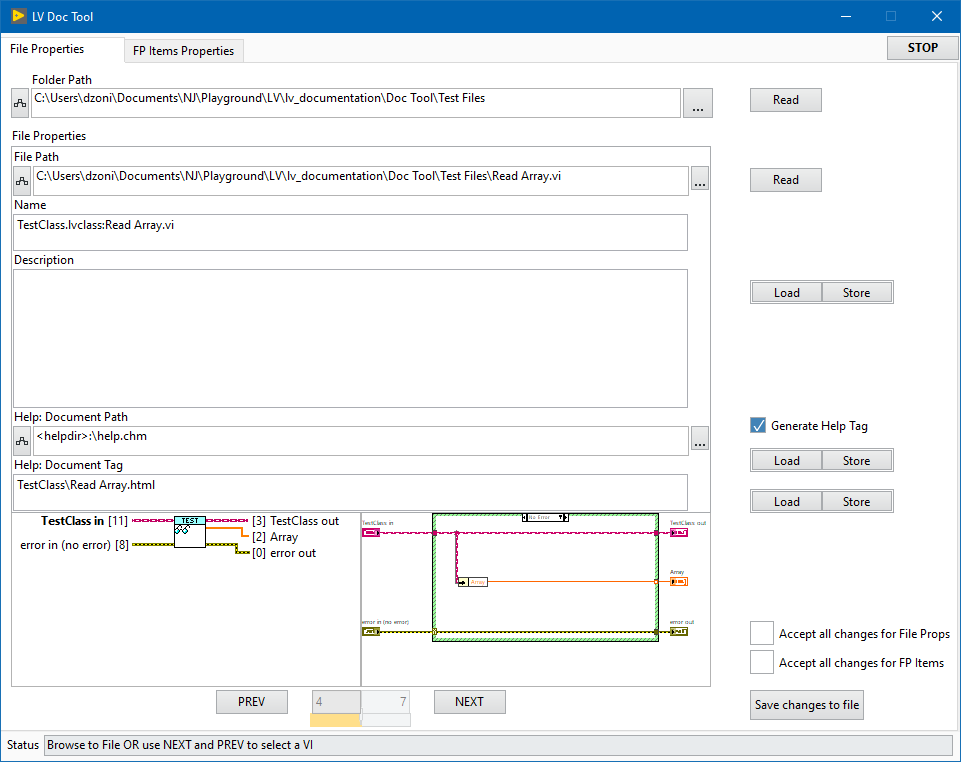 LV Doc Tool
File Properties
FP Items Properties
STOP
Folder Path
C:\Users\dzoni\Documents\NJ\Playground\LV\lv_documentation\Doc Tool\Test Files
...
Read
File Properties
File Path
C:\Users\dzoni\Documents\NJ\Playground\LV\lv_documentation\Doc Tool\Test Files\Read Array.vi
...
Read
Name
TestClass.lvclass:Read Array.vi
Description
Load
Store
Help: Document Path
<helpdir>:\help.chm
...
Generate Help Tag
Load
Store
Help: Document Tag
TestClass\Read Array.html
Load
Store
TestClass in [11]
TEST
[3] TestClass out
[2] Array
error in (no error) [8]
[0] error out
TestClass in
No Error
TestClass out
Array
Array
error in (no error)
error out
Accept all changes for File Props
Accept all changes for FP Items
PREV
4
7
NEXT
Save changes to file
Status
Browse to File OR use NEXT and PREV to select a VI